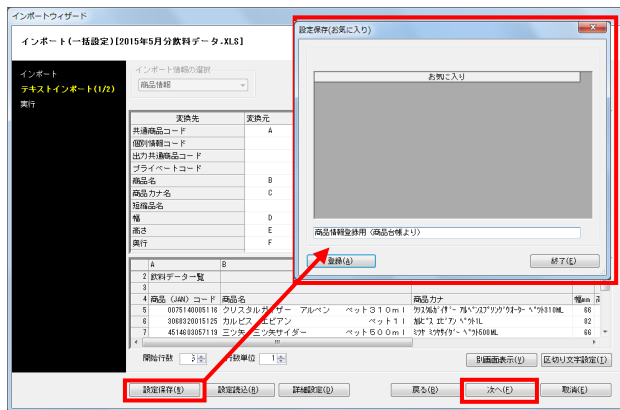 インポートウィザード
インポート(一括設定)[2015年5月分飲料データ.XLS]
インポート
テキストインポート(1/2)
実行
インポート情報の選択
商品情報
変換先 変換元
共通商品コード A
個別情報コード
出力共通商品コード
プライベートコード
商品名 B
商品カナ名 C
短縮品名
幅 D
高さ E
奥行 F
設定保存(お気に入り)
お気に入り
商品情報登録用（商品台帳より）
登録(A)
終了(E)
A B
2 飲料データ一覧
3
4 商品（JAN）コード 商品名 商品カナ 幅mm
5 0075140005116 クリスタルガイザー アルペン ペット３１０ｍｌ 66
6 3068320015125 カルピス エビアン ペット１ｌ 82
7 4514603057119 三ツ矢 三ツ矢サイダー ペット５００ｍｌ 66
開始行数 行数単位 1
別画面表示(V) 区切り文字設定(T)
設定保存(W) 設定読込(R) 詳細設定(D) 戻る(B) 次へ(F) 取消(E)